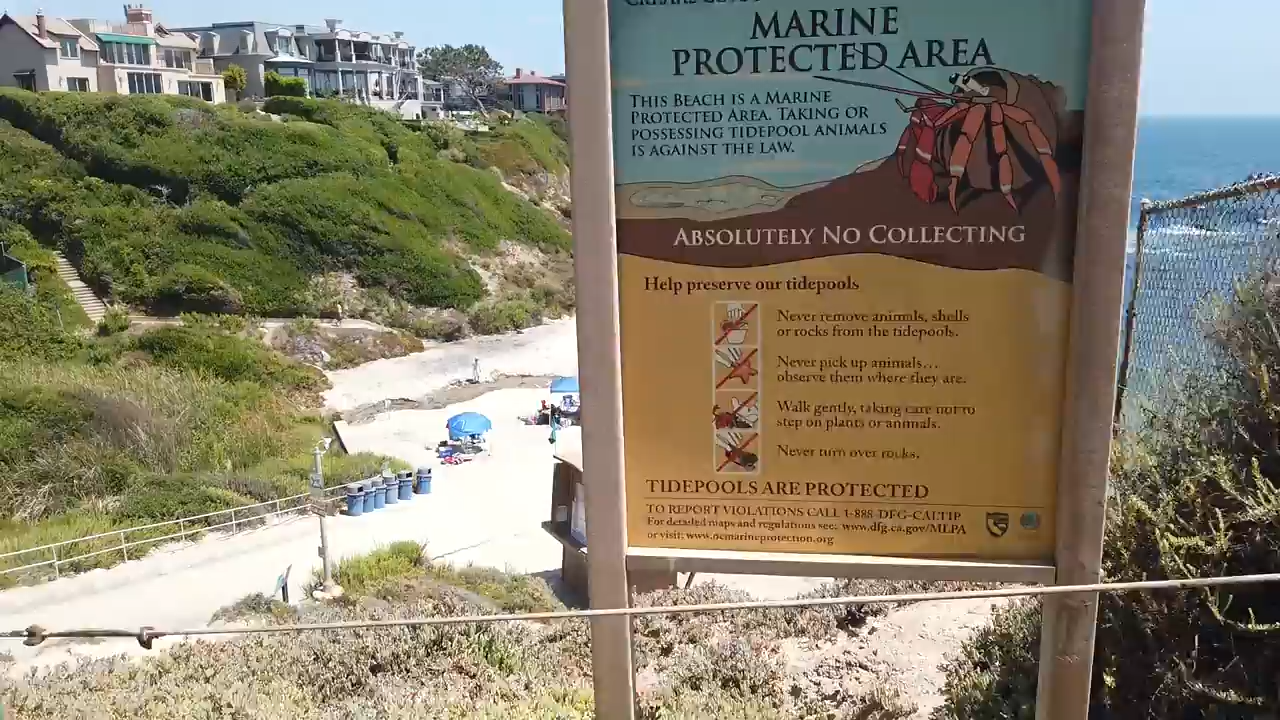 MARINE
PROTECTED AREA
THIS BEACH IS A MARINE
PROTECTED AREA. TAKING OR
POSSESSING TIDEPOOL ANIMALS
IS AGAINST THE LAW.
ABSOLUTELY NO COLLECTING
Help preserve our tidepools
Never remove animals, shells
or rocks from the tidepools.
Never pick up animals...
observe them where they are.
Walk gently, taking care not to
step on plants or animals.
Never turn over rocks.
TIDEPOOLS ARE PROTECTED
TO REPORT VIOLATIONS CALL 1-888-DFG-CALTIP
For detailed maps and regulations see: www.dfg.ca.gov/MLPA
or visit: www.ocmarineprotection.org